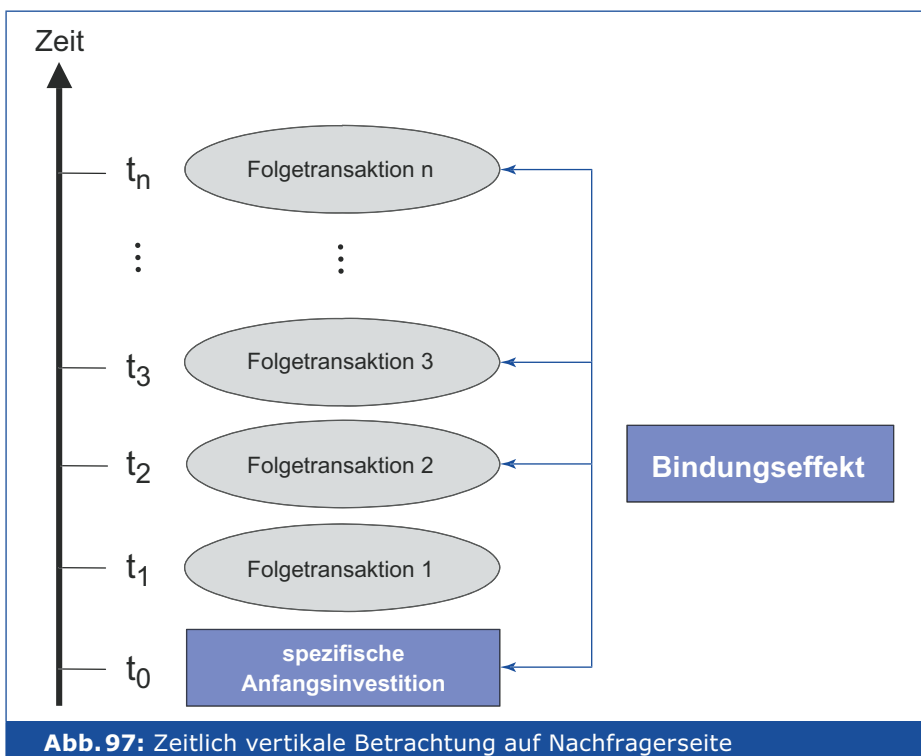 Zeit
tn
Folgetransaktion n
⋮ ⋮
t3
Folgetransaktion 3
t2
Folgetransaktion 2
Bindungseffekt
t1
Folgetransaktion 1
t0
spezifische
Anfangsinvestition
Abb.97: Zeitlich vertikale Betrachtung auf Nachfragerseite